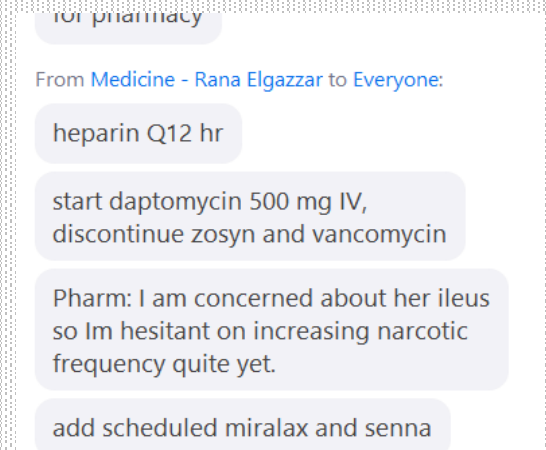 for pharmacy
From Medicine - Rana Elgazzar to Everyone:
heparin Q12 hr
start daptomycin 500 mg IV,
discontinue zosyn and vancomycin
Pharm: I am concerned about her ileus
so Im hesitant on increasing narcotic
frequency quite yet.
add scheduled miralax and senna